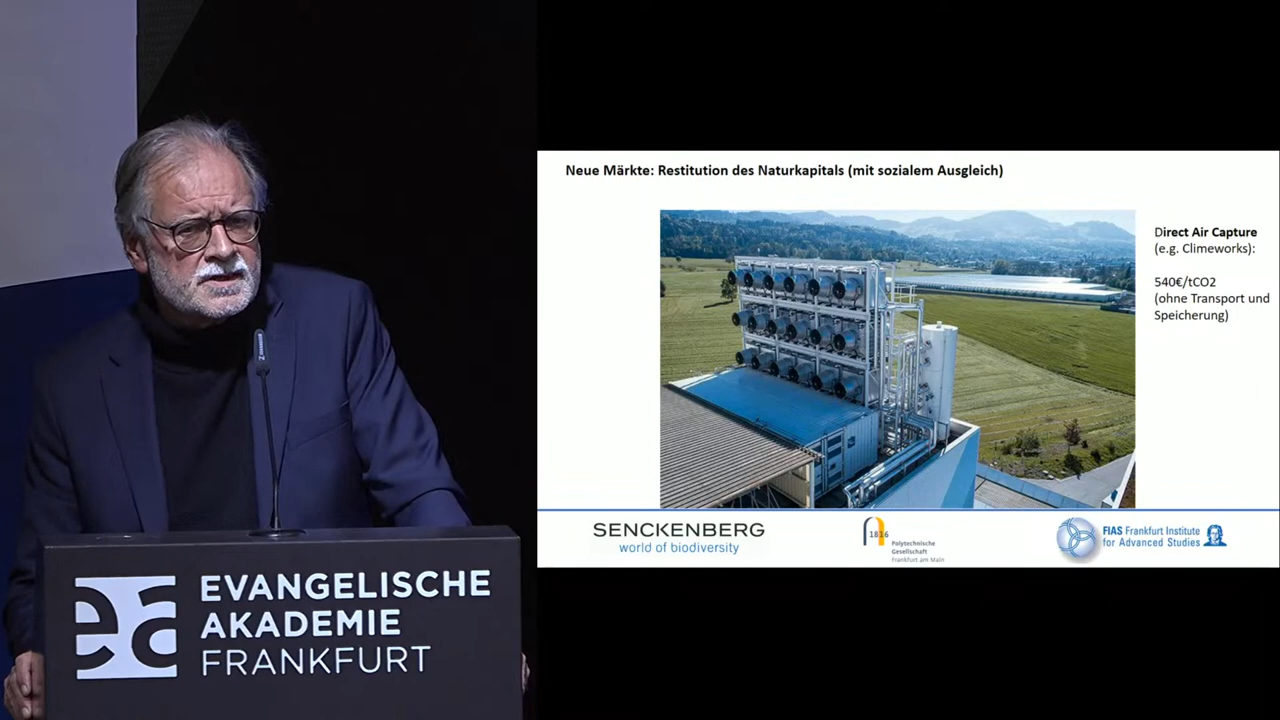 EVANGELISCHE
AKADEMIE
FRANKFURT
Neue Märkte: Restitution des Naturkapitals (mit sozialem Ausgleich)
Direct Air Capture
(e.g. Climeworks):
540€/tCO2
(ohne Transport und
Speicherung)
SENCKENBERG
world of biodiversity
1816
Polytechnische
Gesellschaft
Frankfurt am Main
FIAS Frankfurt Institute
for Advanced Studies